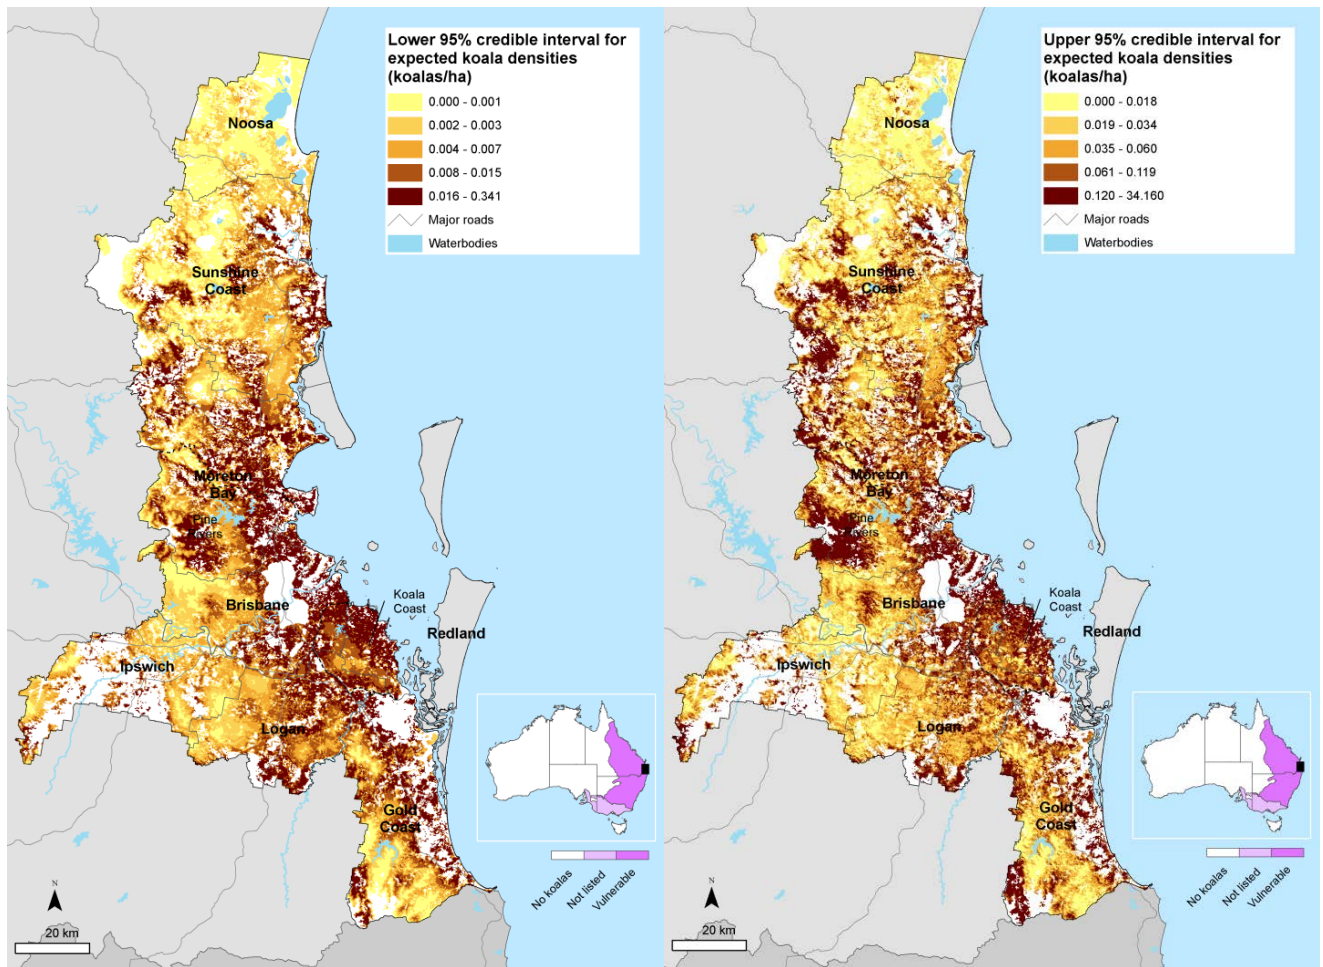 Lower 95% credible interval for
expected koala densities
(koalas/ha)
0.000 - 0.001
0.002 - 0.003
0.004 - 0.007
0.008 - 0.015
0.016 - 0.341
Major roads
Waterbodies
Noosa
Sunshine
Coast
Moreton
Bay
Pine
Rivers
Brisbane
Koala
Coast
Redland
Ipswich
Logan
Gold
Coast
No koalas
Not listed
Vulnerable
N
20 km
Upper 95% credible interval for
expected koala densities
(koalas/ha)
0.000 - 0.018
0.019 - 0.034
0.035 - 0.060
0.061 - 0.119
0.120 - 34.160
Major roads
Waterbodies
Noosa
Sunshine
Coast
Moreton
Bay
Pine
Rivers
Brisbane
Koala
Coast
Redland
Ipswich
Logan
Gold
Coast
No koalas
Not listed
Vulnerable
N
20 km